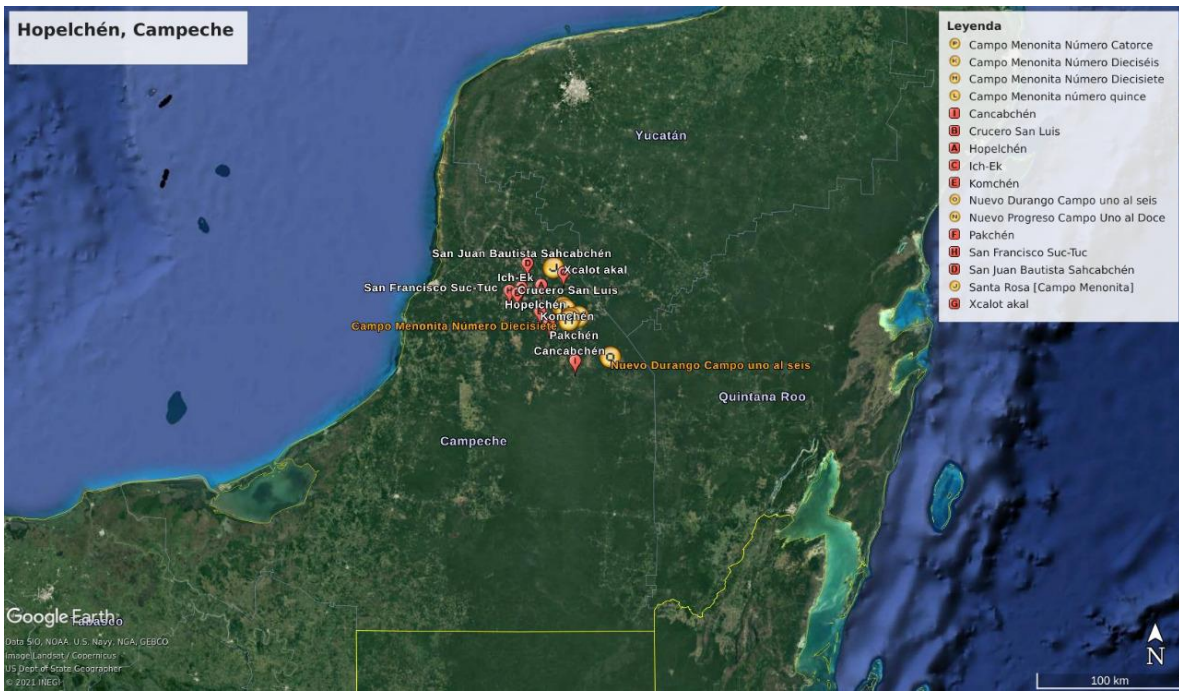 Hopelchén, Campeche
Leyenda
Campo Menonita Número Catorce
Campo Menonita Número Dieciséis
Campo Menonita Número Diecisiete
Campo Menonita número quince
I Cancabchén
B Crucero San Luis
A Hopelchén
C Ich-Ek
E Komchén
Nuevo Durango Campo uno al seis
N Nuevo Progreso Campo Uno al Doce
F Pakchén
H San Francisco Suc-Tuc
D San Juan Bautista Sahcabchén
J Santa Rosa [Campo Menonita]
G Xcalot akal
Yucatán
San Juan Bautista Sahcabchén
D
J
Xcalot akal
Ich-Ek
A
San Francisco Suc-Tuc
H
Crucero San Luis
Hopelchén
Komchén
Campo Menonita Número Diecisiete
Pakchén
Cancabchén
I
Nuevo Durango Campo uno al seis
Quintana Roo
Campeche
Google Earth
Tabasco
Data SIO, NOAA, U.S. Navy, NGA, GEBCO
Image Landsat / Copernicus
US Dept of State Geographer
© 2021 INEGI
N
100 km